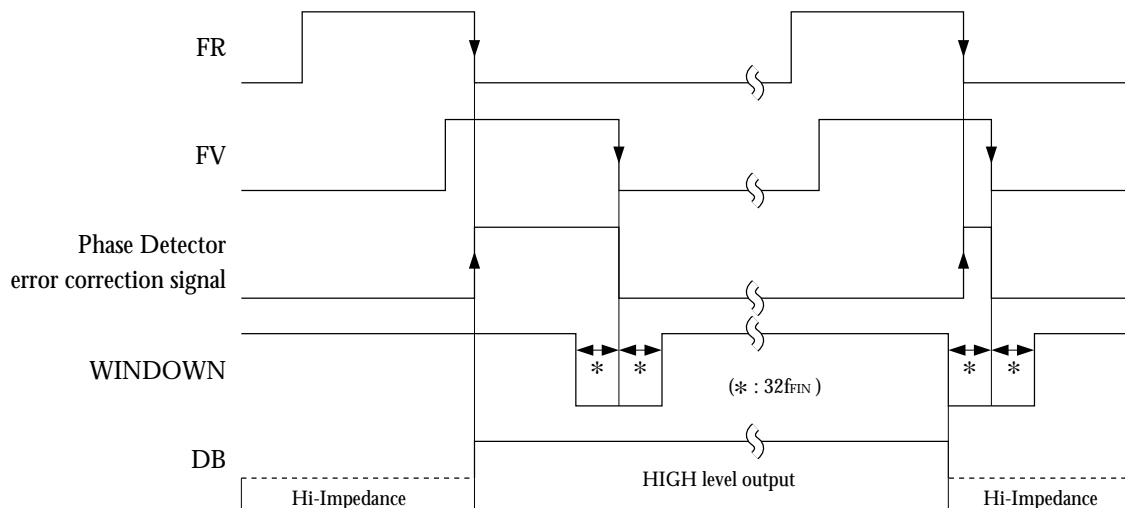 FR
FV
Phase Detector
error correction signal
WINDOWN
* *
* *
(* : 32fFIN )
DB
HIGH level output
Hi-Impedance
Hi-Impedance